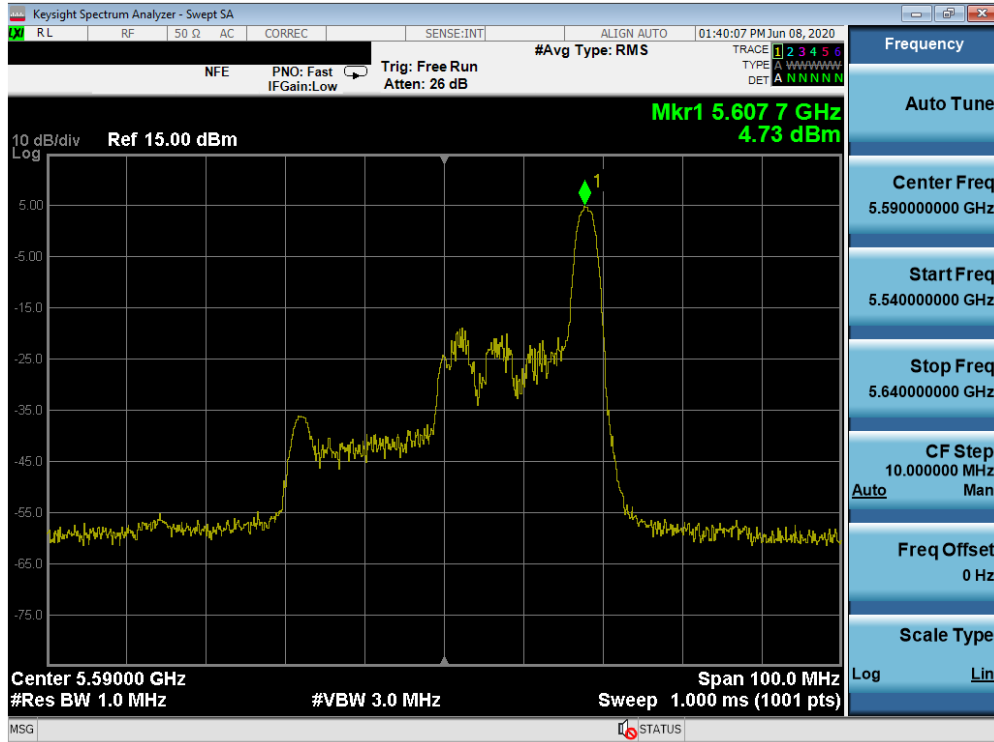 Keysight Spectrum Analyzer - Swept SA
LXI RL RF 50 Ω AC CORREC SENSE:INT ALIGN AUTO 01:40:07 PM Jun 08, 2020
NFE PNO: Fast IFGain:Low
Trig: Free Run
Atten: 26 dB
#Avg Type: RMS
TRACE 1 2 3 4 5 6
TYPE A WWWWW
DET A N N N N N
Mkr1 5.607 7 GHz
4.73 dBm
10 dB/div Ref 15.00 dBm
Log
1
5.00
-5.00
-15.0
-25.0
-35.0
-45.0
-55.0
-65.0
-75.0
Center 5.59000 GHz Span 100.0 MHz
#Res BW 1.0 MHz #VBW 3.0 MHz Sweep 1.000 ms (1001 pts)
MSG STATUS
Frequency
Auto Tune
Center Freq
5.590000000 GHz
Start Freq
5.540000000 GHz
Stop Freq
5.640000000 GHz
CF Step
10.000000 MHz
Auto Man
Freq Offset
0 Hz
Scale Type
Log Lin